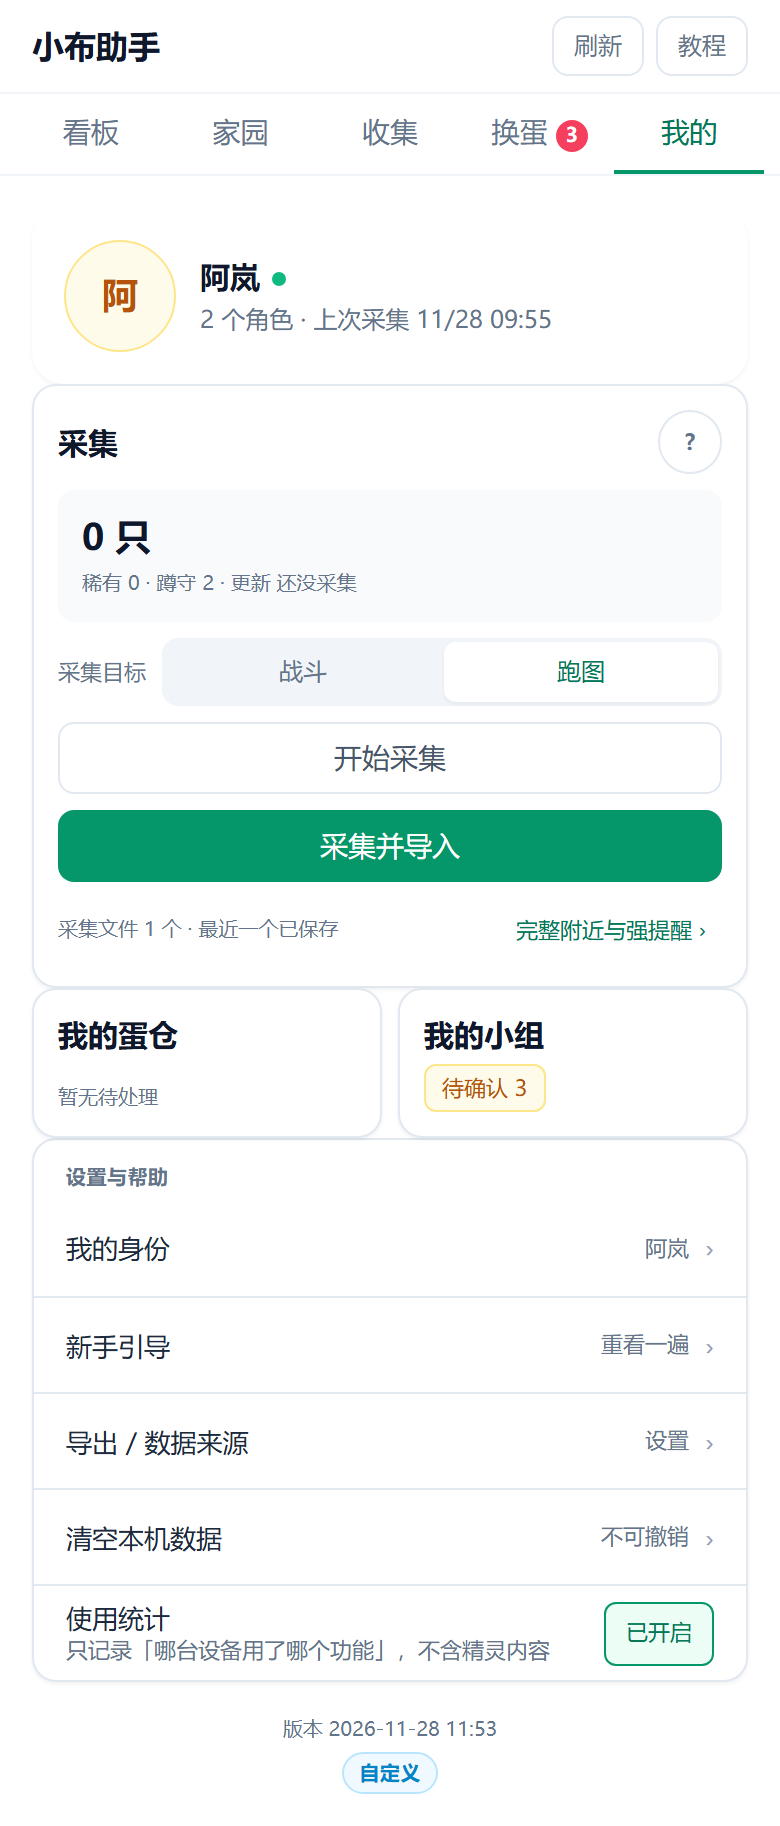 小布助手
刷新
教程
看板
家园
收集
换蛋 3
我的
阿
阿岚
2 个角色 · 上次采集 11/28 09:55
采集
?
0 只
稀有 0 · 蹲守 2 · 更新 还没采集
采集目标
战斗
跑图
开始采集
采集并导入
采集文件 1 个 · 最近一个已保存
完整附近与强提醒 ›
我的蛋仓
暂无待处理
我的小组
待确认 3
设置与帮助
我的身份
阿岚 ›
新手引导
重看一遍 ›
导出 / 数据来源
设置 ›
清空本机数据
不可撤销 ›
使用统计
只记录「哪台设备用了哪个功能」，不含精灵内容
已开启
版本 2026-11-28 11:53
自定义